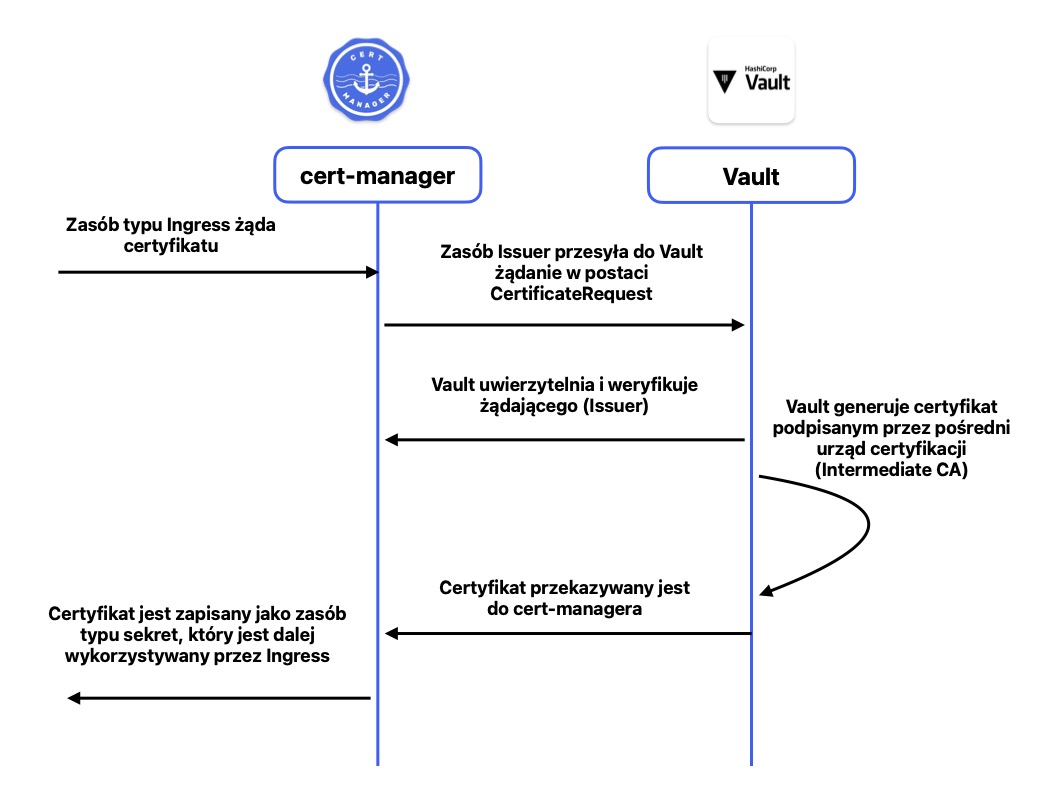 CERT
MANAGER
HashiCorp
Vault
cert-manager
Vault
Zasób typu Ingress żąda
certyfikatu
Zasób Issuer przesyła do Vault
żądanie w postaci
CertificateRequest
Vault uwierzytelnia i weryfikuje
żądającego (Issuer)
Vault generuje certyfikat
podpisanym przez pośredni
urząd certyfikacji
(Intermediate CA)
Certyfikat przekazywany jest
do cert-managera
Certyfikat jest zapisany jako zasób
typu sekret, który jest dalej
wykorzystywany przez Ingress